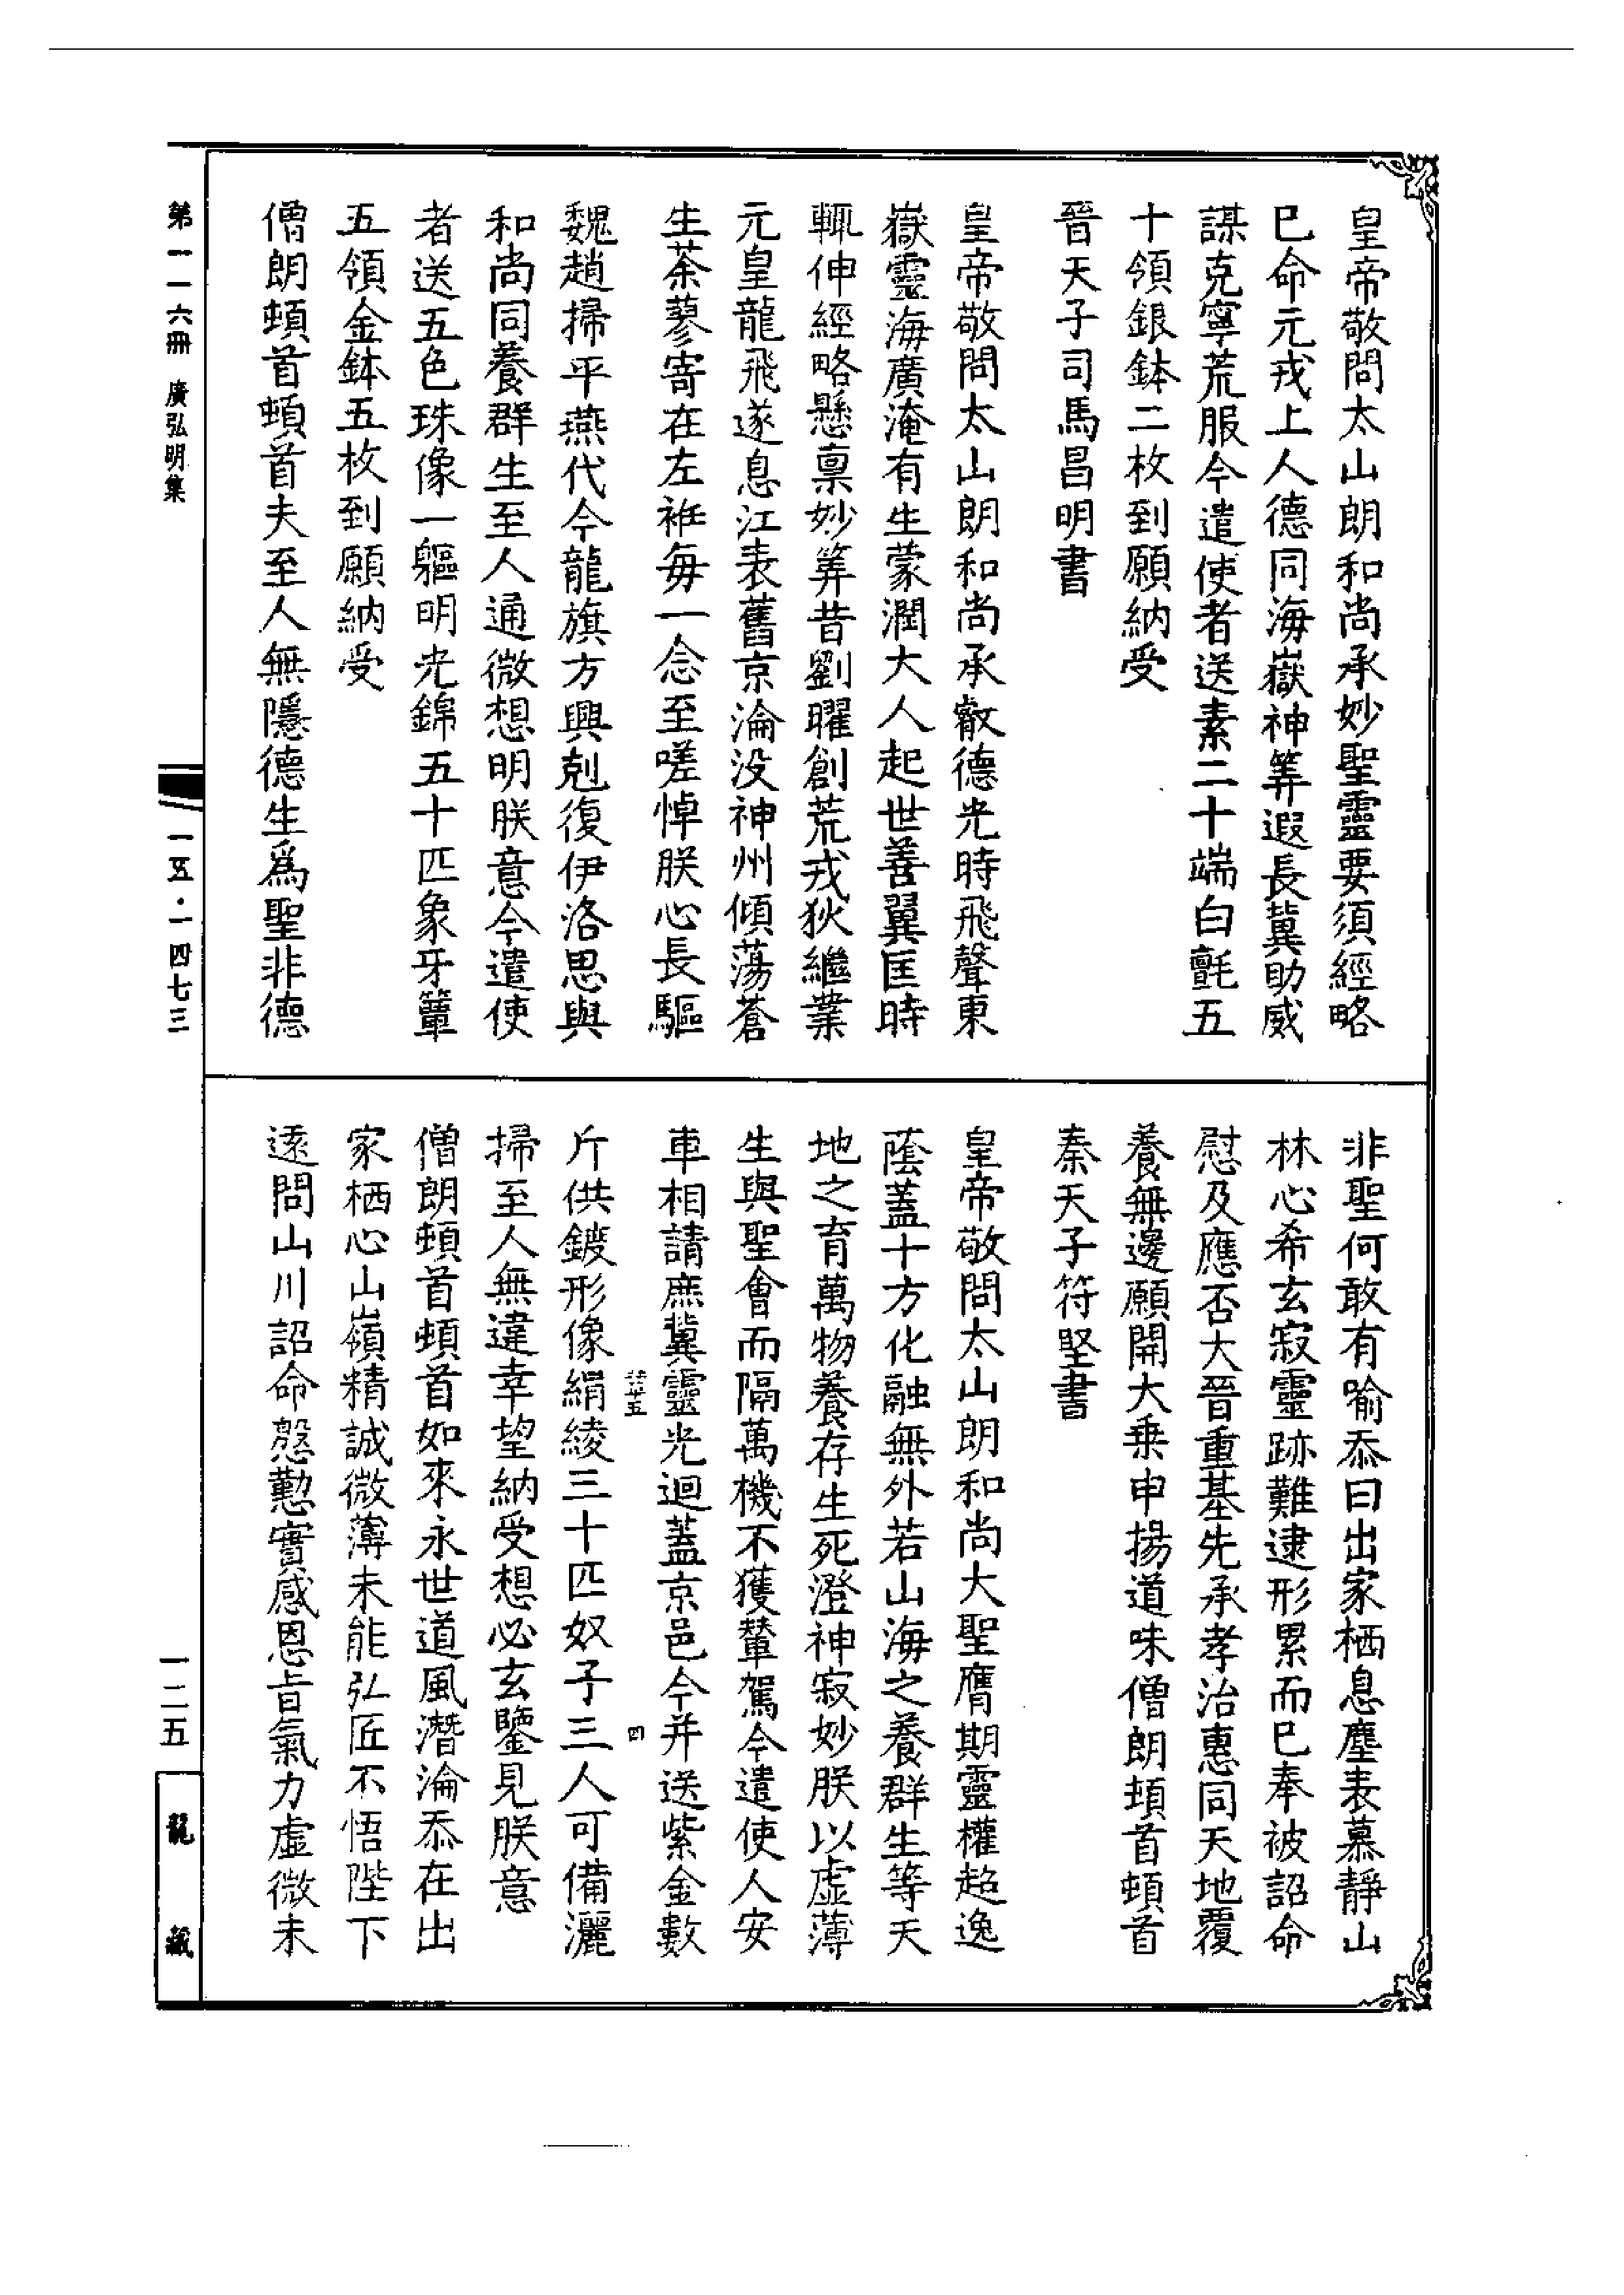 皇帝敬問太山朗和尚承妙聖靈要須經略
巳命元戎上人德同海嶽神筭遐長冀助威
謀克寧荒服今遣使者送素二十端白氎五
十領銀鉢二枚到願納受
晉天子司馬昌明書
皇帝敬問太山朗和尚承叡德光時飛聲東
嶽靈海廣淹有生蒙潤大人起世善翼匡時
輒伸經略懸稟妙筭昔劉曜創荒戎狄繼業
元皇龍飛遂息江表舊京淪没神州傾蕩蒼
生荼蓼寄在左袵每一念至嗟悼朕心長驅
魏趙掃平燕代今龍旗方興剋復伊洛思與
和尚同養群生至人通微想明朕意今遣使
者送五色珠像一軀明光錦五十匹象牙簟
五領金鉢五枚到願納受
僧朗頓首頓首夫至人無隱德生爲聖非德
非聖何敢有喻忝曰出家栖息塵表慕靜山
林心希玄寂靈跡難逮形累而巳奉被詔命
慰及應否大晉重基先承孝治惠同天地覆
養無邊願開大乗申揚道味僧朗頓首頓首
秦天子符堅書
皇帝敬問太山朗和尚大聖膺期靈權超逸
蔭蓋十方化融無外若山海之養群生等天
地之育萬物養存生死澄神寂妙朕以虛薄
生與聖會而隔萬機不獲輦駕今遣使人安
車相請庶冀靈光迴蓋京邑今并送紫金數
斤供鍍形像絹綾三十匹奴子三人可備灑
掃至人無違幸望納受想必玄鑒見朕意
僧朗頓首頓首如來永世道風潛淪忝在出
家栖心山嶺精誠微薄未能弘匠不悟陛下
遠問山川詔命慇懃實感恩旨氣力虛微未
四
第一一六冊 廣弘明集
一五·一四七三
一二五
龍藏